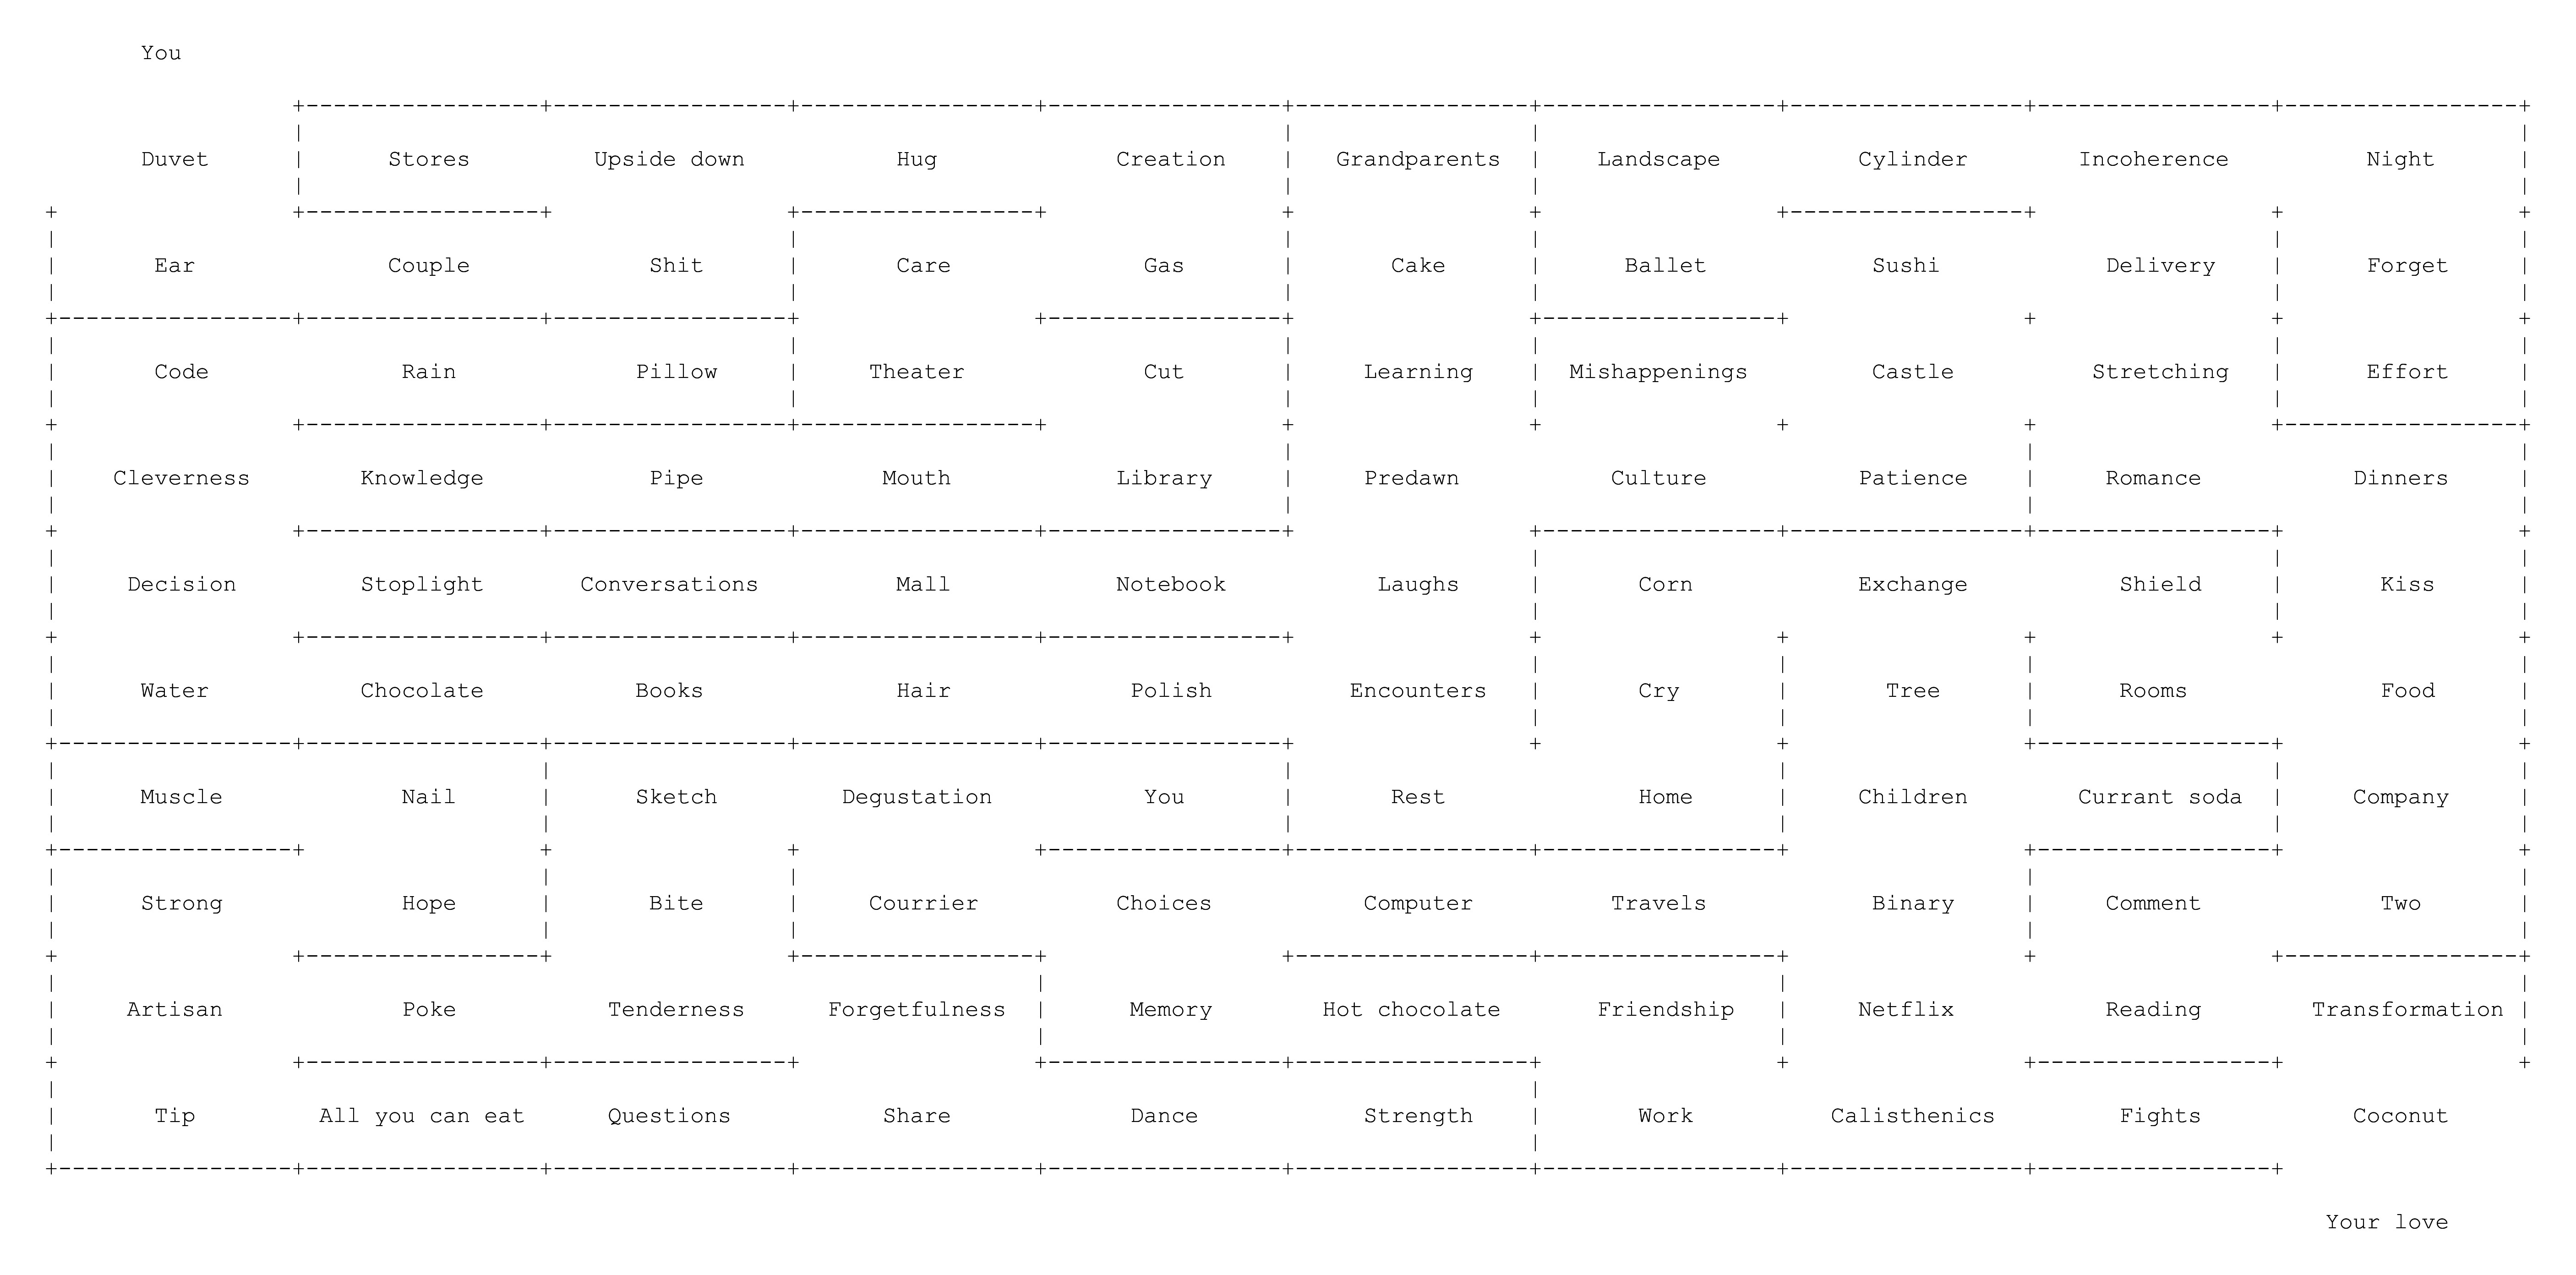 You
Duvet Stores Upside down Hug Creation Grandparents Landscape Cylinder Incoherence Night
Ear Couple Shit Care Gas Cake Ballet Sushi Delivery Forget
Code Rain Pillow Theater Cut Learning Mishappenings Castle Stretching Effort
Cleverness Knowledge Pipe Mouth Library Predawn Culture Patience Romance Dinners
Decision Stoplight Conversations Mall Notebook Laughs Corn Exchange Shield Kiss
Water Chocolate Books Hair Polish Encounters Cry Tree Rooms Food
Muscle Nail Sketch Degustation You Rest Home Children Currant soda Company
Strong Hope Bite Courrier Choices Computer Travels Binary Comment Two
Artisan Poke Tenderness Forgetfulness Memory Hot chocolate Friendship Netflix Reading Transformation
Tip All you can eat Questions Share Dance Strength Work Calisthenics Fights Coconut
Your love